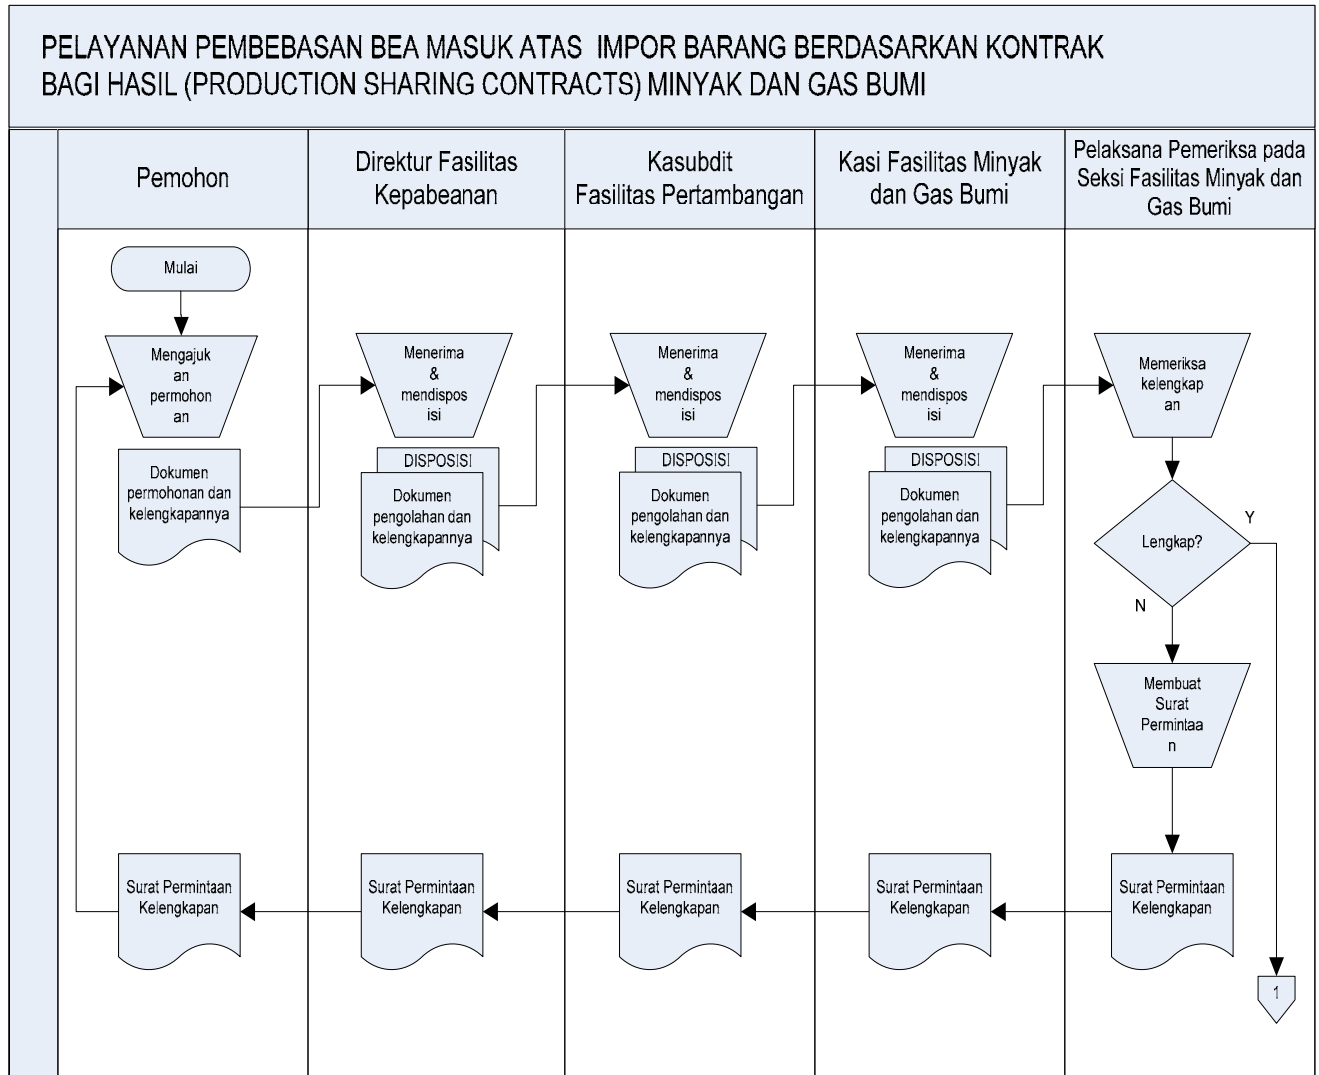 PELAYANAN PEMBEBASAN BEA MASUK ATAS IMPOR BARANG BERDASARKAN KONTRAK
BAGI HASIL (PRODUCTION SHARING CONTRACTS) MINYAK DAN GAS BUMI
Pemohon
Direktur Fasilitas
Kepabeanan
Kasubdit
Fasilitas Pertambangan
Kasi Fasilitas Minyak
dan Gas Bumi
Pelaksana Pemeriksa pada
Seksi Fasilitas Minyak dan
Gas Bumi
Mulai
Mengajuk
an
permohon
an
Dokumen
permohonan dan
kelengkapannya
Menerima
&
mendispos
isi
DISPOSISI
Dokumen
pengolahan dan
kelengkapannya
Menerima
&
mendispos
isi
DISPOSISI
Dokumen
pengolahan dan
kelengkapannya
Menerima
&
mendispos
isi
DISPOSISI
Dokumen
pengolahan dan
kelengkapannya
Memeriksa
kelengkap
an
Lengkap?
Y
N
Membuat
Surat
Permintaa
n
Surat Permintaan
Kelengkapan
Surat Permintaan
Kelengkapan
Surat Permintaan
Kelengkapan
Surat Permintaan
Kelengkapan
Surat Permintaan
Kelengkapan
1